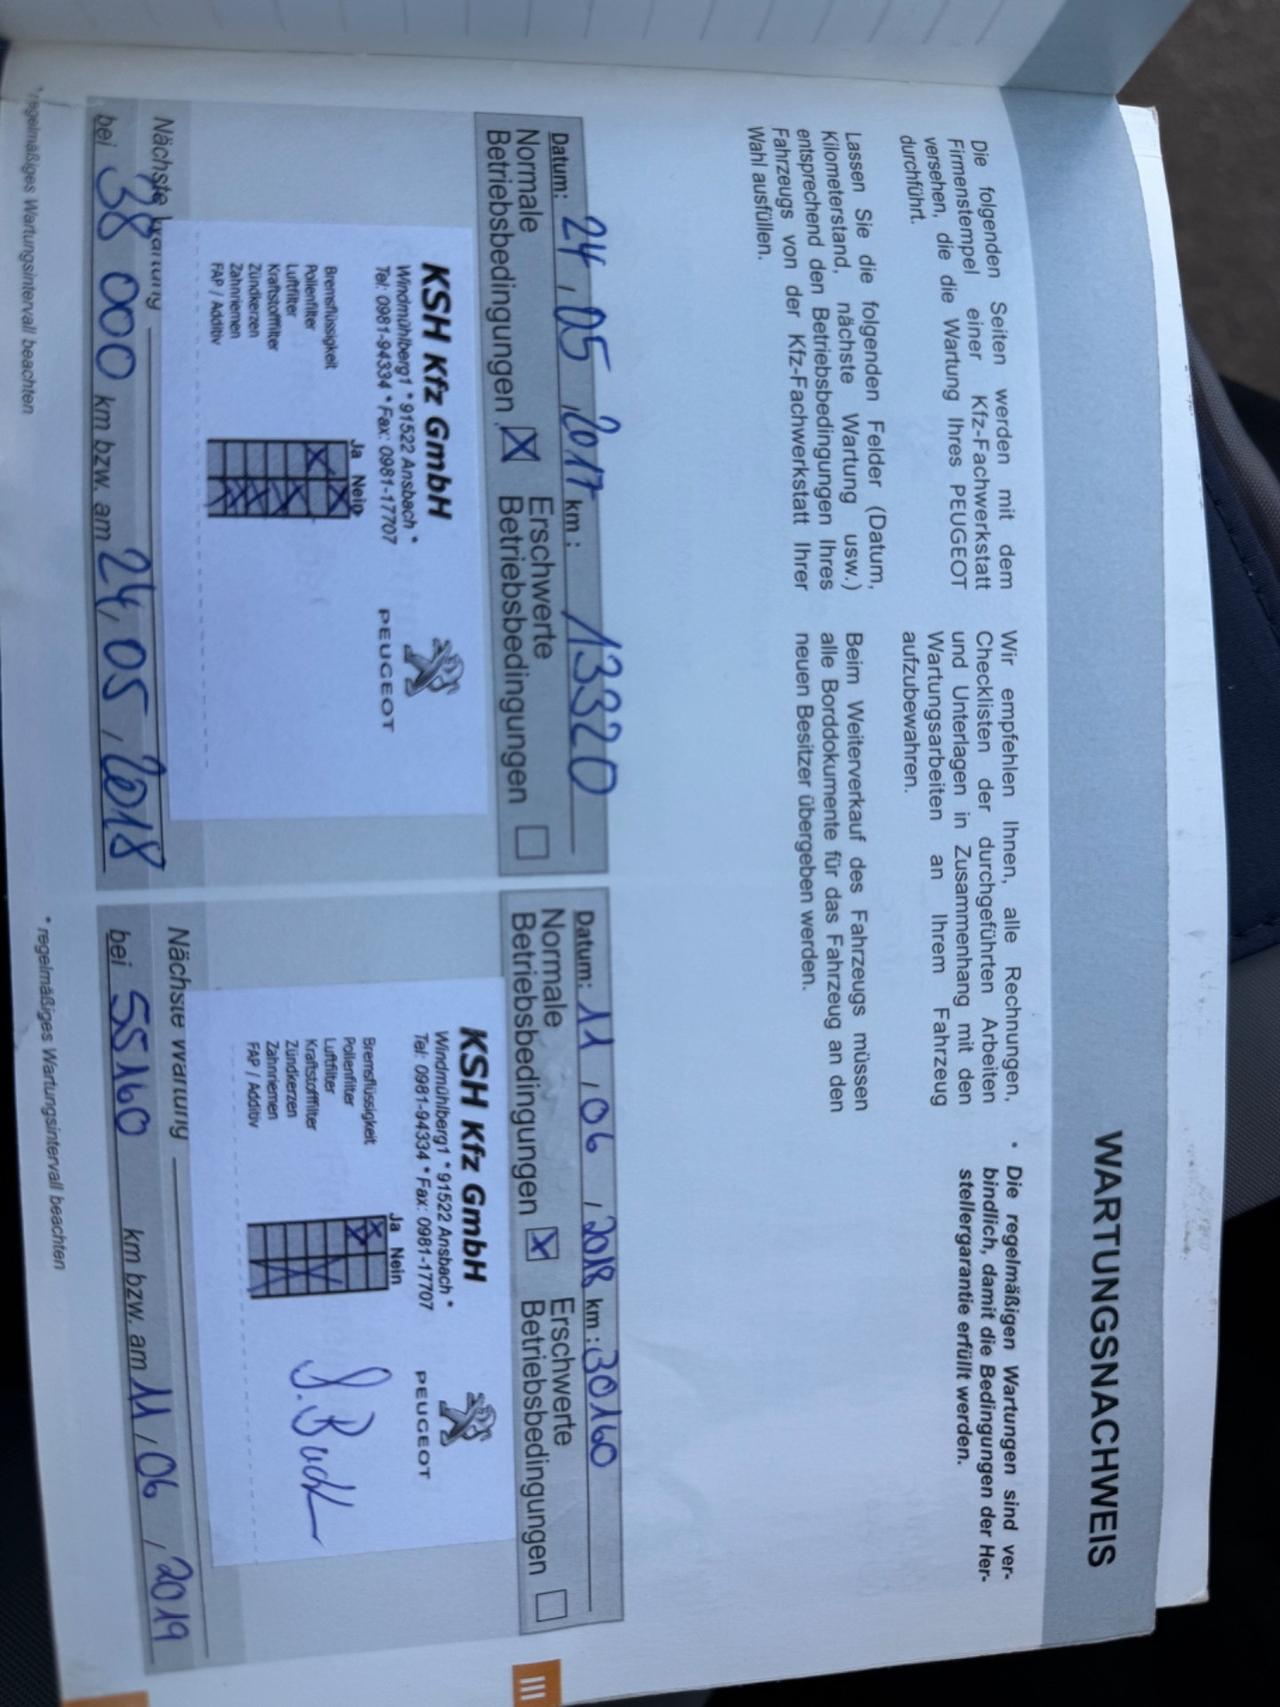 WARTUNGSNACHWEIS
Die folgenden Seiten werden mit dem
Firmenstempel einer Kfz-Fachwerkstatt
versehen, die die Wartung Ihres PEUGEOT
durchführt.
Lassen Sie die folgenden Felder (Datum,
Kilometerstand, nächste Wartung usw.)
entsprechend den Betriebsbedingungen Ihres
Fahrzeugs von der Kfz-Fachwerkstatt Ihrer
Wahl ausfüllen.
Wir empfehlen Ihnen, alle Rechnungen,
Checklisten der durchgeführten Arbeiten
und Unterlagen in Zusammenhang mit den
Wartungsarbeiten an Ihrem Fahrzeug
aufzubewahren.
Beim Weiterverkauf des Fahrzeugs müssen
alle Borddokumente für das Fahrzeug an den
neuen Besitzer übergeben werden.
• Die regelmäßigen Wartungen sind ver-
bindlich, damit die Bedingungen der Her-
stellergarantie erfüllt werden.
Datum: 24.05.2017 km: 13320
Normale
Betriebsbedingungen
Erschwerte
Betriebsbedingungen
KSH Kfz GmbH
Windmühlberg1 * 91522 Ansbach *
Tel: 0981-94334 * Fax: 0981-17707
PEUGEOT
Ja Nein
Bremsflüssigkeit
Pollenfilter
Luftfilter
Kraftstofffilter
Zündkerzen
Zahnriemen
FAP / Additiv
Nächste Wartung
bei 38 000 km bzw. am 24.05.2018
* regelmäßiges Wartungsintervall beachten
Datum: 11.06.2018 km: 30160
Normale
Betriebsbedingungen
Erschwerte
Betriebsbedingungen
KSH Kfz GmbH
Windmühlberg1 * 91522 Ansbach *
Tel: 0981-94334 * Fax: 0981-17707
PEUGEOT
Ja Nein
Bremsflüssigkeit
Pollenfilter
Luftfilter
Kraftstofffilter
Zündkerzen
Zahnriemen
FAP / Additiv
Nächste Wartung
bei 55160 km bzw. am 11.06.2019
* regelmäßiges Wartungsintervall beachten
III